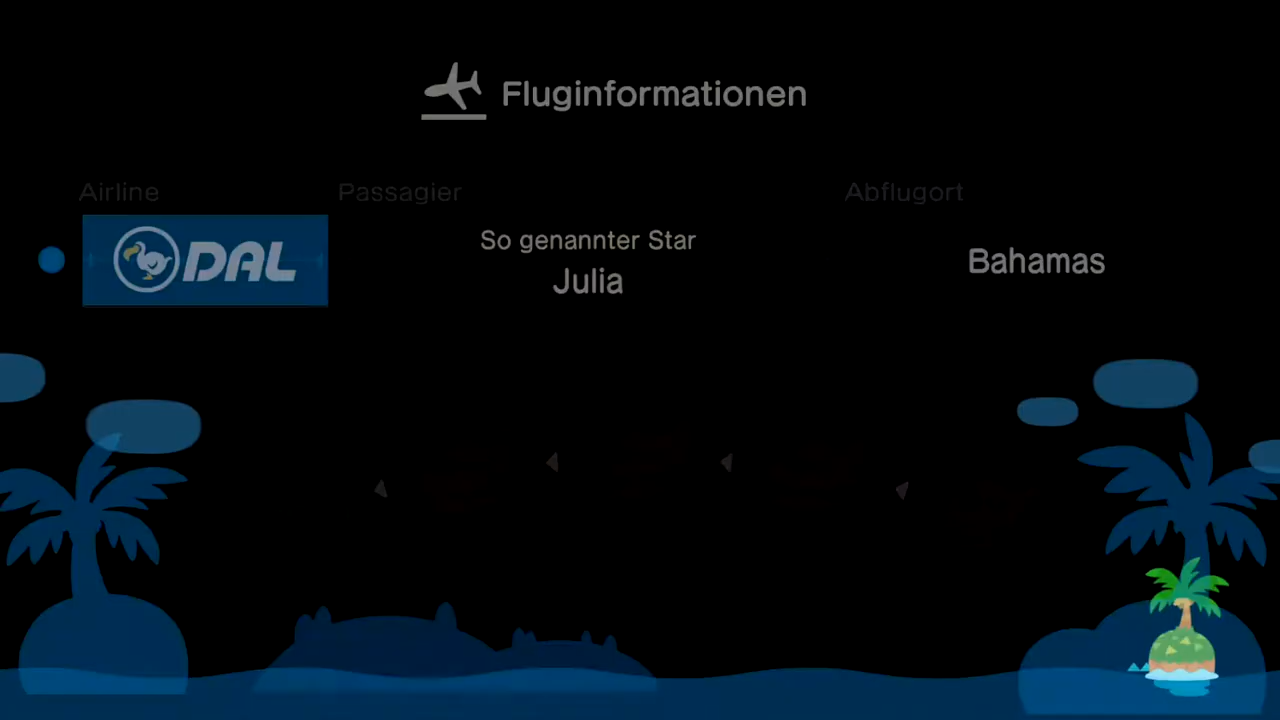 Fluginformationen
Airline
Passagier
Abflugort
DAL
So genannter Star
Julia
Bahamas